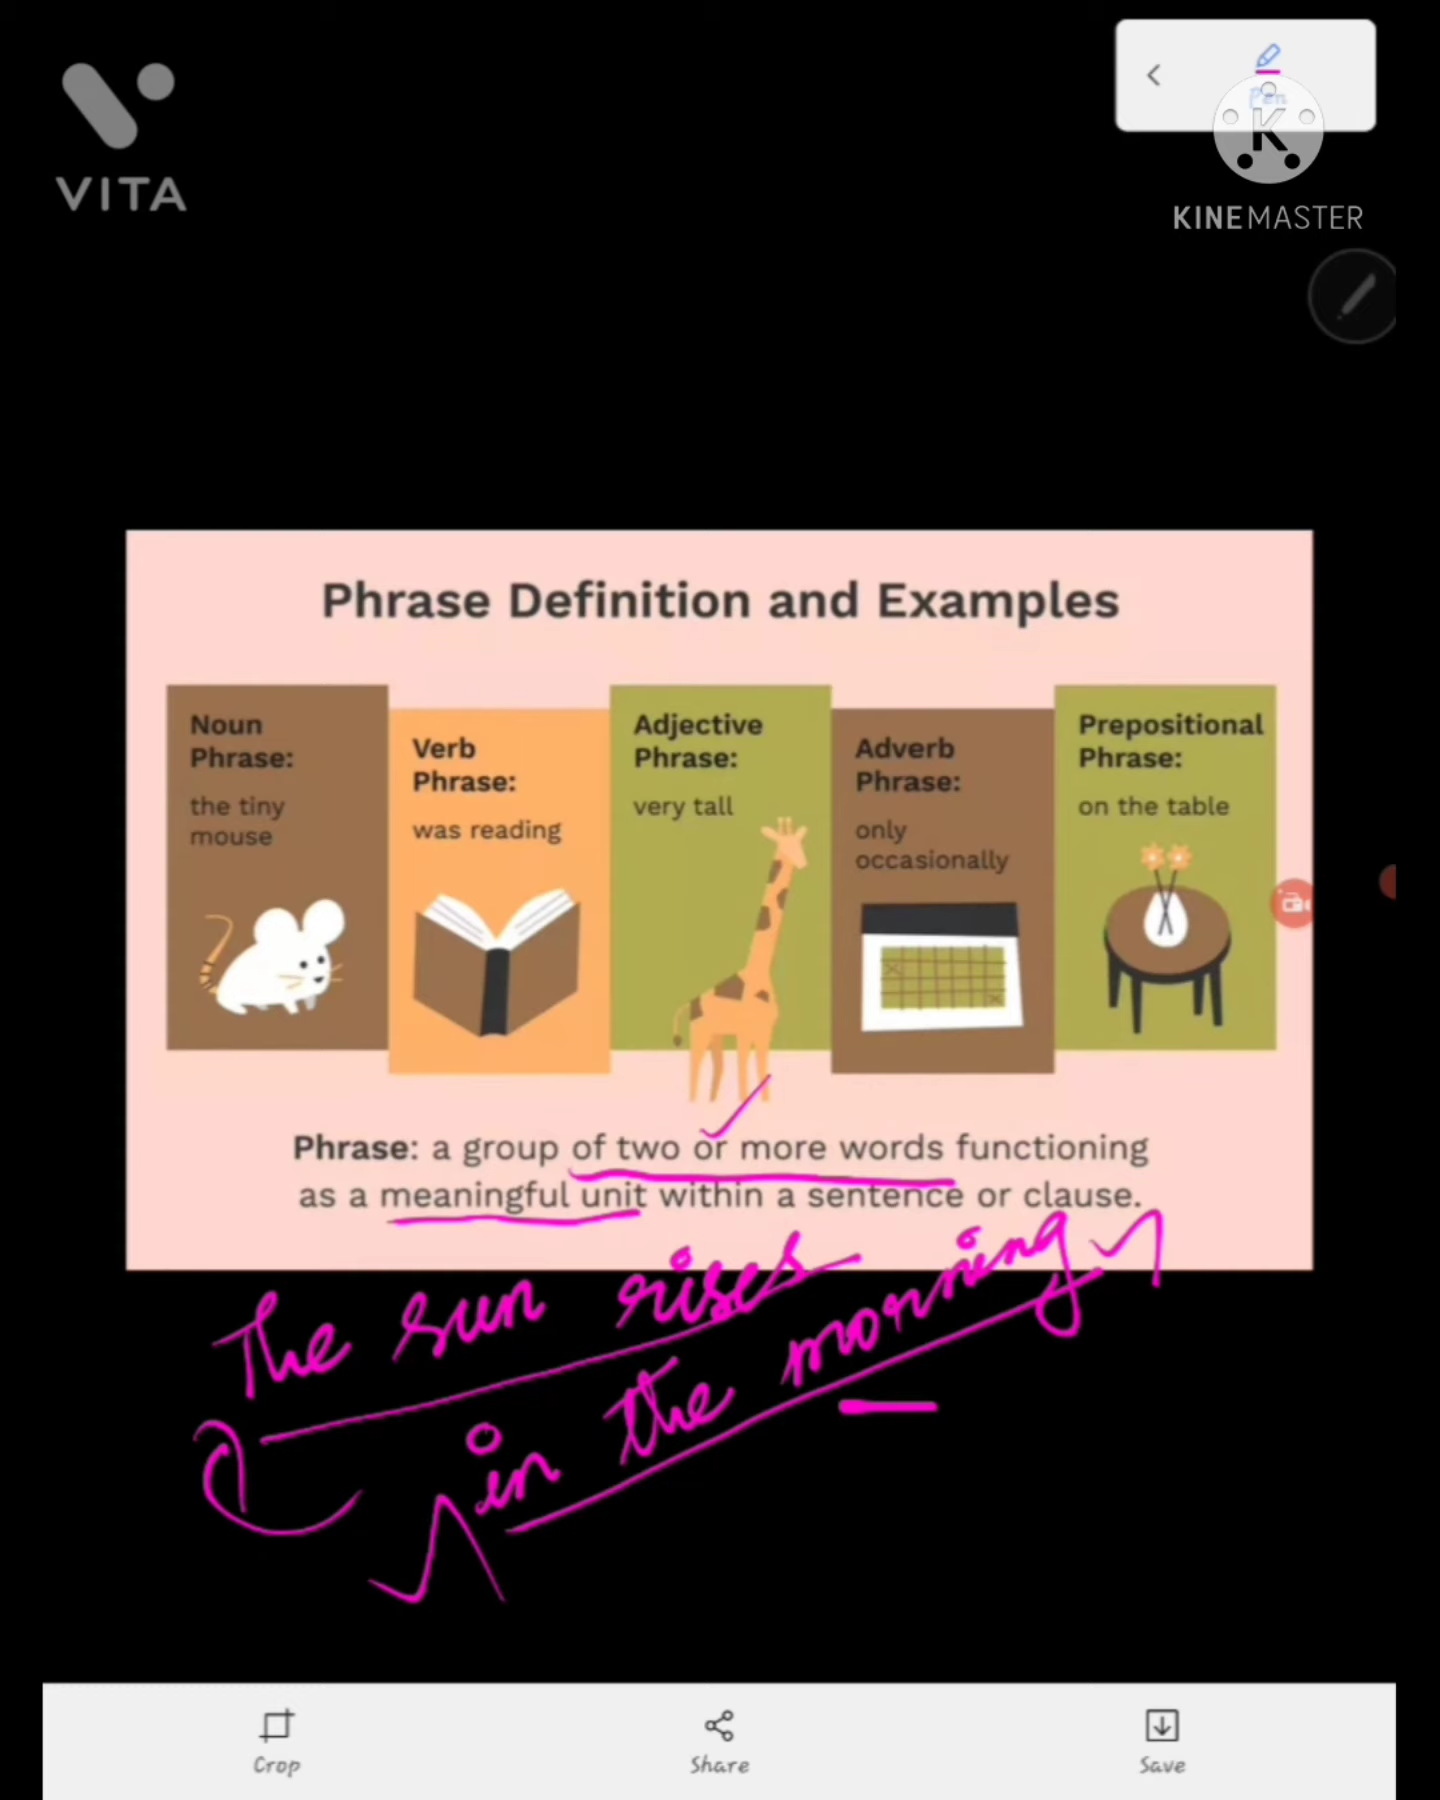 VITA
Pen
KINEMASTER
Phrase Definition and Examples
Noun
Phrase:
the tiny
mouse
Verb
Phrase:
was reading
Adjective
Phrase:
very tall
Adverb
Phrase:
only
occasionally
Prepositional
Phrase:
on the table
Phrase: a group of two or more words functioning
as a meaningful unit within a sentence or clause.
The sun rises
in the morning
Crop
Share
Save